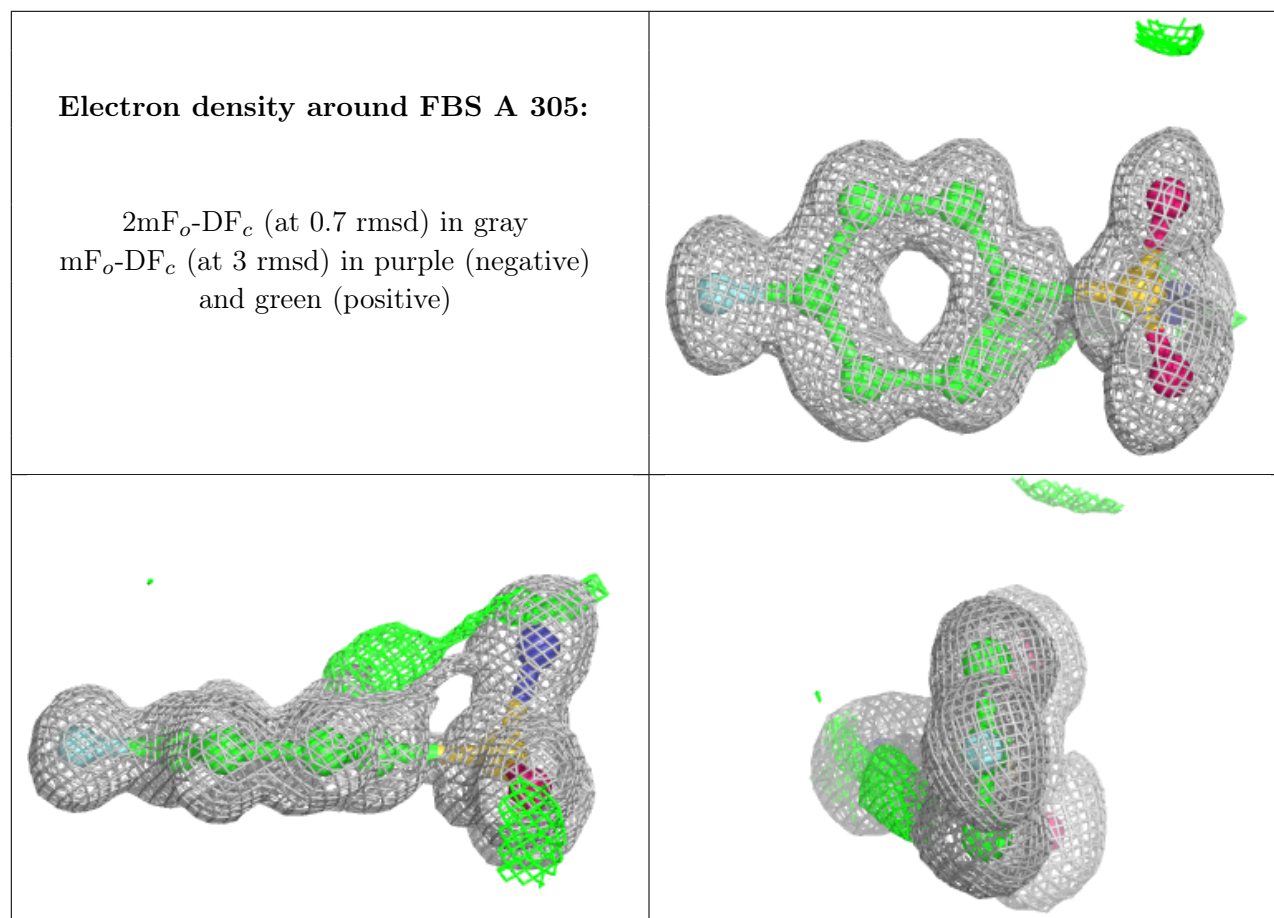 Electron density around FBS A 305:
2mFₒ-DF𝑐 (at 0.7 rmsd) in gray
mFₒ-DF𝑐 (at 3 rmsd) in purple (negative)
and green (positive)